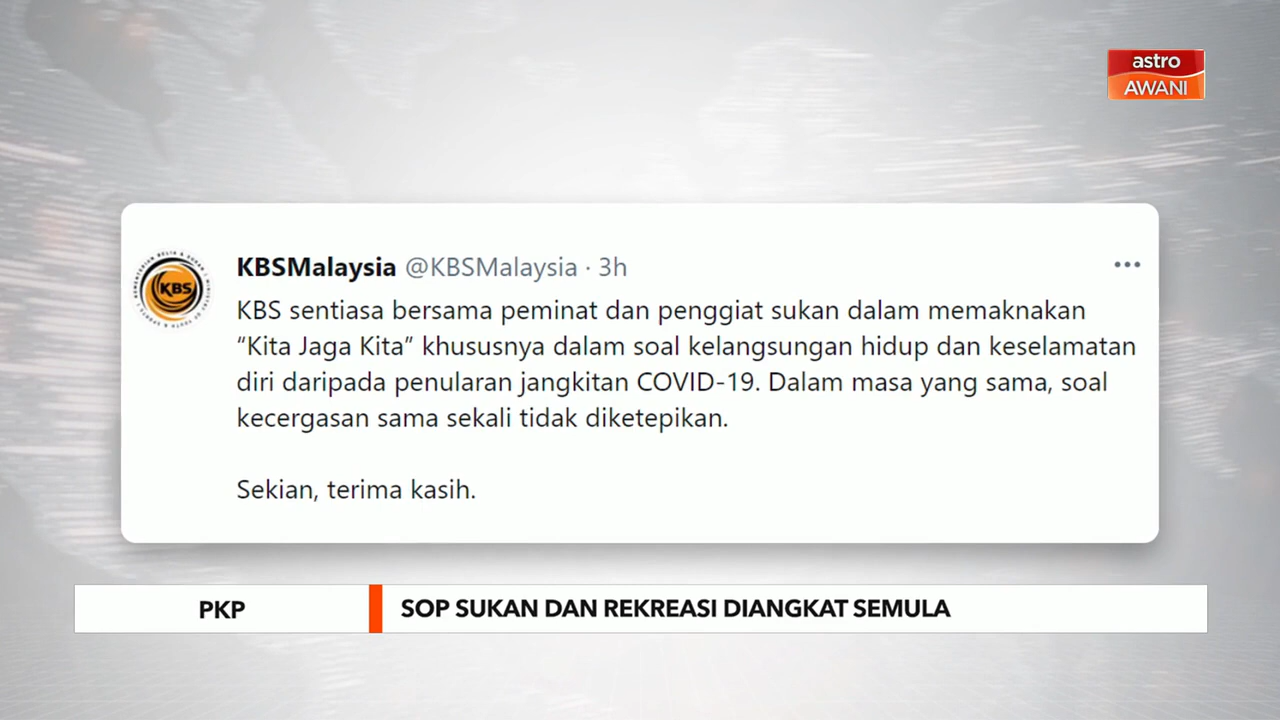 astro
AWANI
KBS
KBSMalaysia @KBSMalaysia · 3h
KBS sentiasa bersama peminat dan penggiat sukan dalam memaknakan
“Kita Jaga Kita” khususnya dalam soal kelangsungan hidup dan keselamatan
diri daripada penularan jangkitan COVID-19. Dalam masa yang sama, soal
kecergasan sama sekali tidak diketepikan.
Sekian, terima kasih.
PKP
SOP SUKAN DAN REKREASI DIANGKAT SEMULA